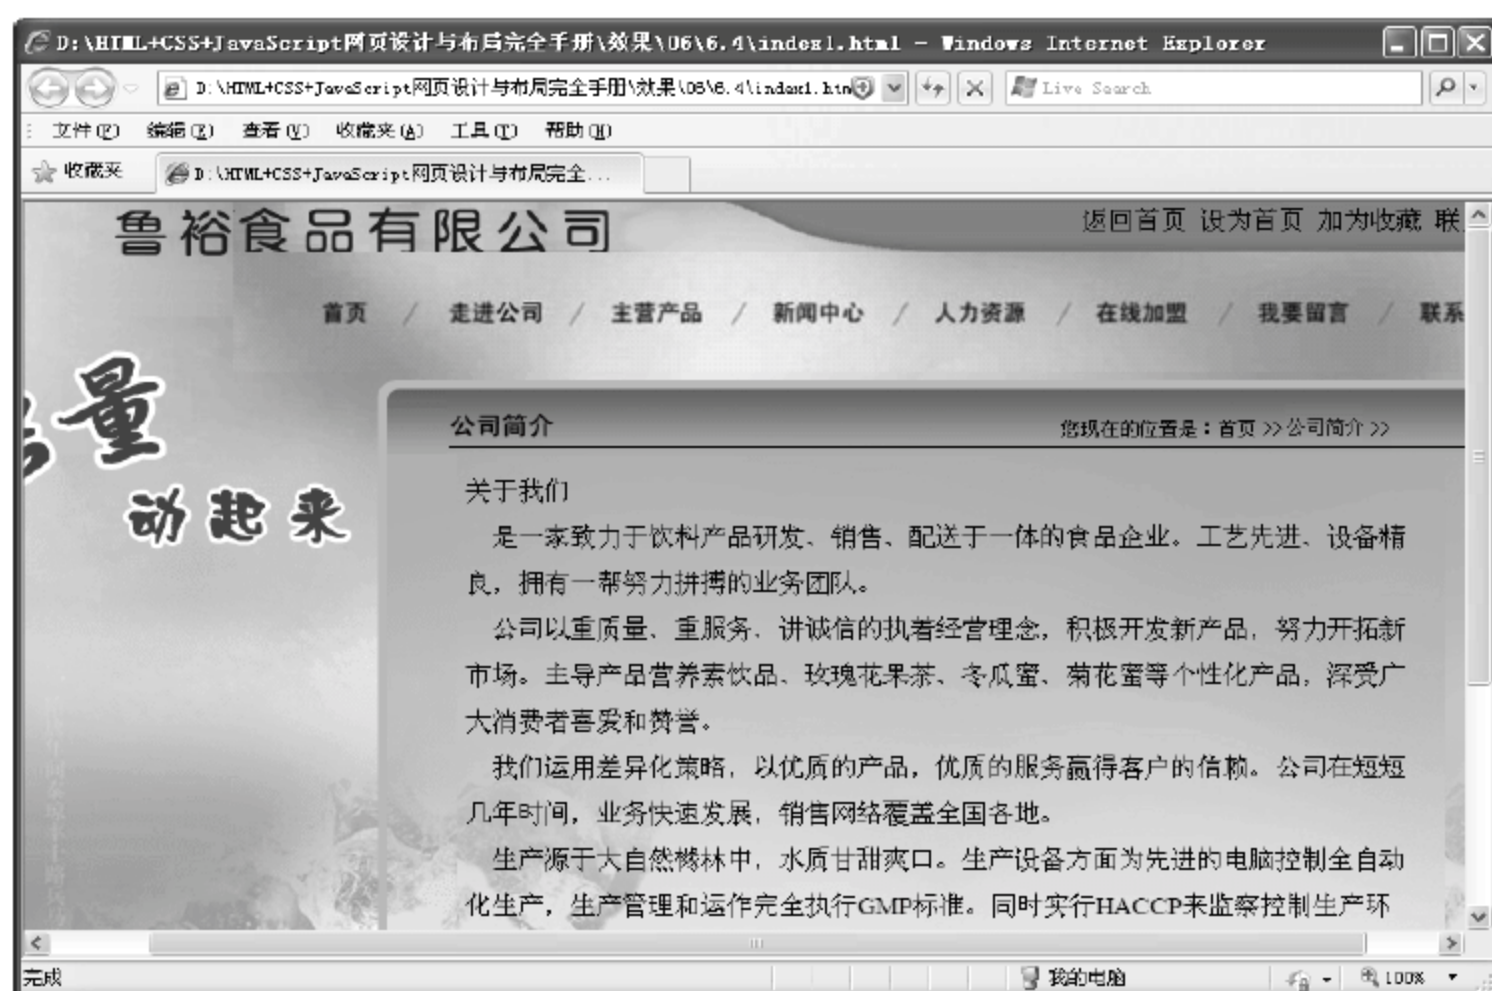 D:\HTML+CSS+JavaScript网页设计与布局完全手册\效果\06\6.4\index1.html - Windows Internet Explorer
D:\HTML+CSS+JavaScript网页设计与布局完全手册\效果\06\6.4\index1.htm Live Search
文件(F) 编辑(E) 查看(V) 收藏夹(A) 工具(T) 帮助(H)
收藏夹 D:\HTML+CSS+JavaScript网页设计与布局完全...
鲁裕食品有限公司 返回首页 设为首页 加为收藏 联
首页 / 走进公司 / 主营产品 / 新闻中心 / 人力资源 / 在线加盟 / 我要留言 / 联系
量
动起来
公司简介 您现在的位置是：首页 >> 公司简介 >>
关于我们
是一家致力于饮料产品研发、销售、配送于一体的食品企业。工艺先进、设备精
良，拥有一帮努力拼搏的业务团队。
公司以重质量、重服务、讲诚信的执着经营理念，积极开发新产品，努力开拓新
市场。主导产品营养素饮品、玫瑰花果茶、冬瓜蜜、菊花蜜等个性化产品，深受广
大消费者喜爱和赞誉。
我们运用差异化策略，以优质的产品，优质的服务赢得客户的信赖。公司在短短
几年时间，业务快速发展，销售网络覆盖全国各地。
生产源于大自然林中，水质甘甜爽口。生产设备方面为先进的电脑控制全自动
化生产，生产管理和运作完全执行GMP标准。同时实行HACCP来监察控制生产环
完成 我的电脑 100%